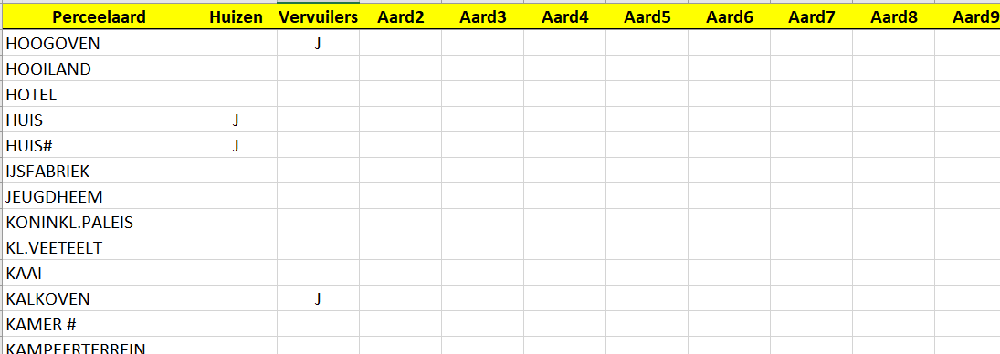 Perceelaard Huizen Vervuilers Aard2 Aard3 Aard4 Aard5 Aard6 Aard7 Aard8 Aard9
HOOGOVEN J
HOOILAND
HOTEL
HUIS J
HUIS# J
IJSFABRIEK
JEUGDHEEM
KONINKL.PALEIS
KL.VEETEELT
KAAI
KALKOVEN J
KAMER #
KAMPEERTERREIN